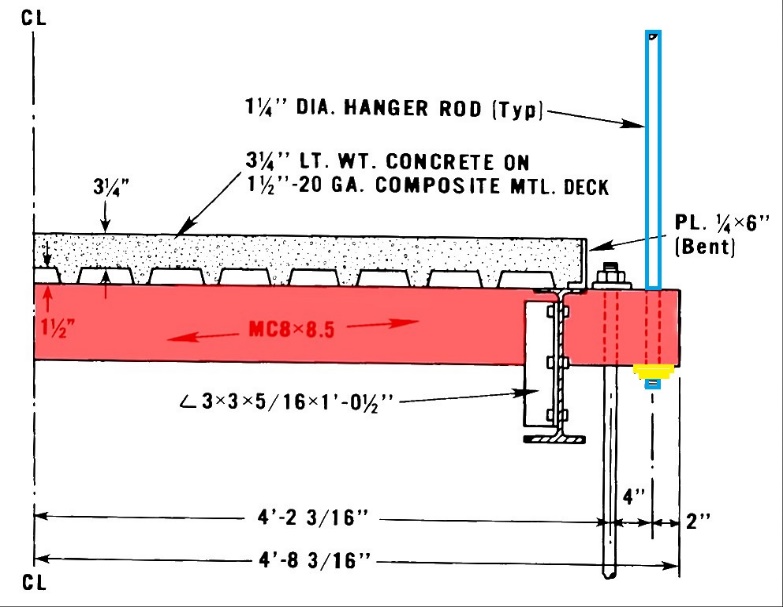 CL
1¼" DIA. HANGER ROD (Typ)
3¼" LT. WT. CONCRETE ON
1½"-20 GA. COMPOSITE MTL. DECK
3¼"
PL. ¼×6"
(Bent)
1½"
MC8×8.5
∠3×3×5/16×1'-0½"
4"
4'-2 3/16"
2"
4'-8 3/16"
CL